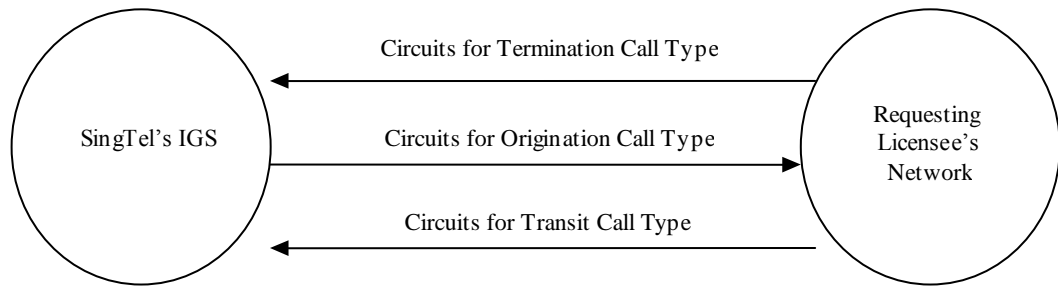 Circuits for Termination Call Type
SingTel's IGS
Circuits for Origination Call Type
Requesting
Licensee's
Network
Circuits for Transit Call Type